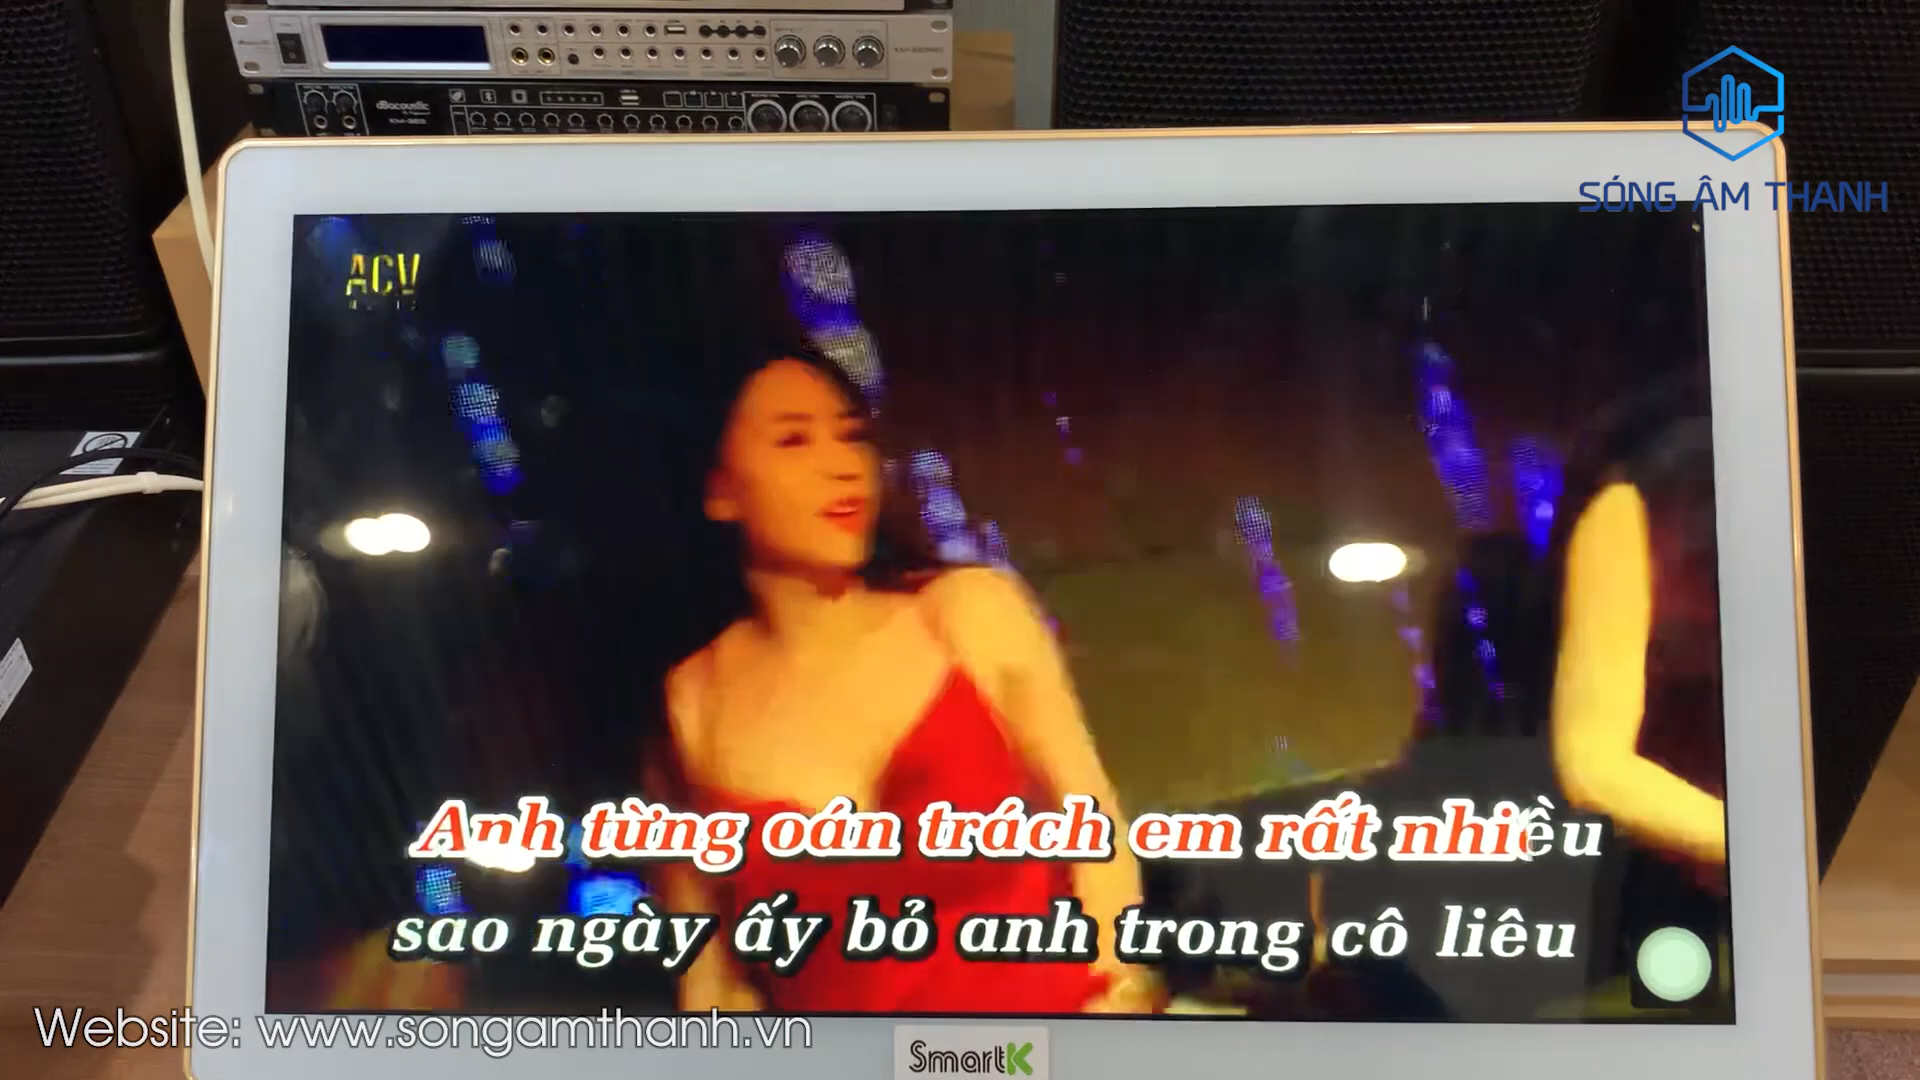 dBacoustic
SÓNG ÂM THANH
ACV
Anh từng oán trách em rất nhiều
sao ngày ấy bỏ anh trong cô liêu
Website: www.songamthanh.vn
SmartK